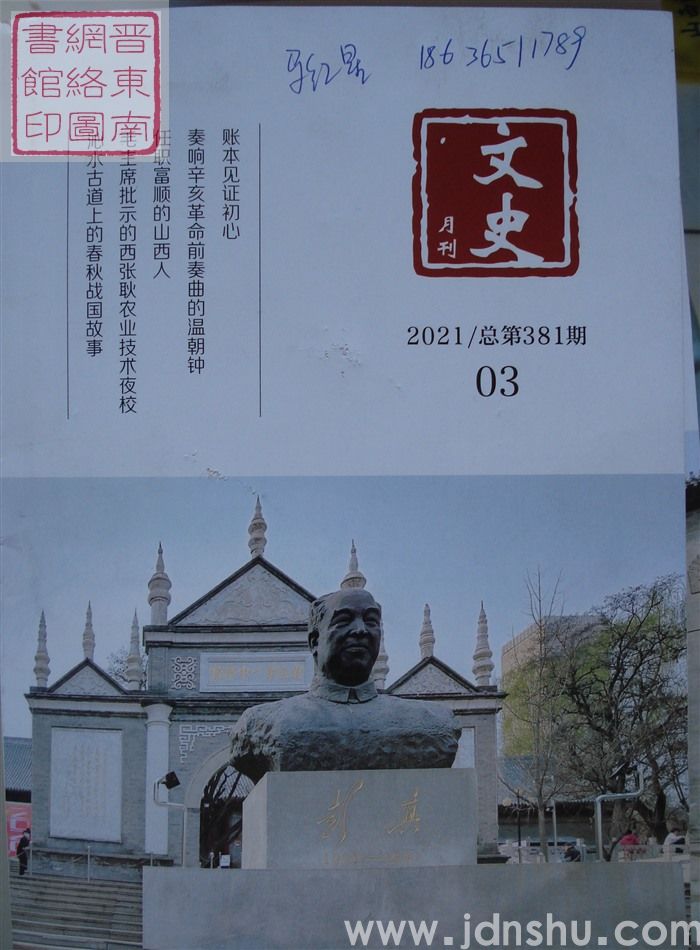 晋東南
網絡圖
書館印
18636511789
文史
月刊
2021/总第381期
03
账本见证初心
奏响辛亥革命前奏曲的温朝钟
任职富顺的山西人
毛主席批示的西张耿农业技术夜校
沁水古道上的春秋战国故事
彭真
www.jdnshu.com